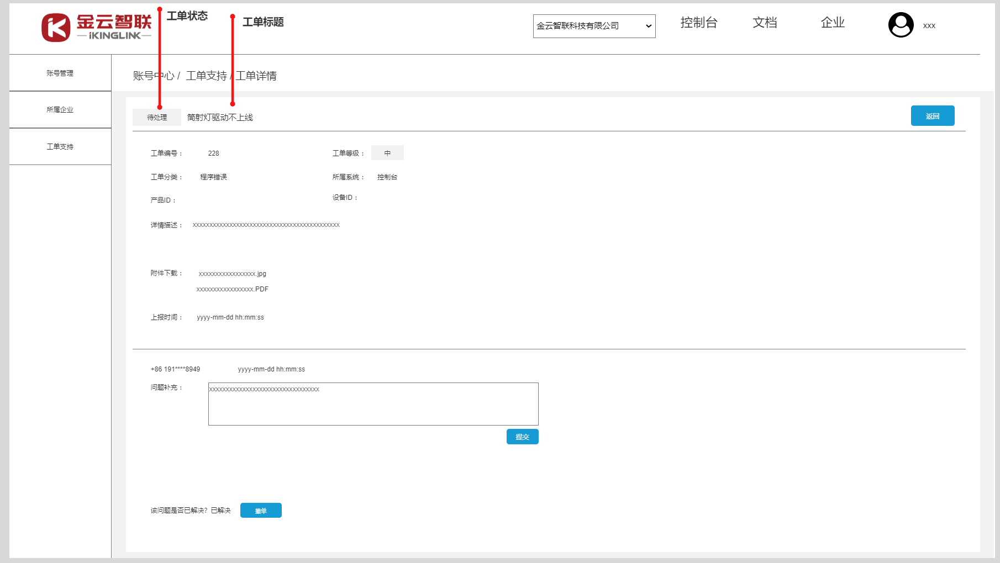 金云智联
iKINGLINK
工单状态
工单标题
金云智联科技有限公司
控制台
文档
企业
xxx
账号管理
所属企业
工单支持
账号中心 / 工单支持 / 工单详情
待处理
筒射灯驱动不上线
返回
工单编号： 228
工单等级： 中
工单分类： 程序错误
所属系统： 控制台
产品ID：
设备ID：
详情描述： xxxxxxxxxxxxxxxxxxxxxxxxxxxxxxxxxxxxxxxxxxxx
附件下载： xxxxxxxxxxxxxxxxx.jpg
xxxxxxxxxxxxxxxxx.PDF
上报时间： yyyy-mm-dd hh:mm:ss
+86 191****8949 yyyy-mm-dd hh:mm:ss
问题补充： xxxxxxxxxxxxxxxxxxxxxxxxxxxxxxxxx
提交
该问题是否已解决？已解决
撤单